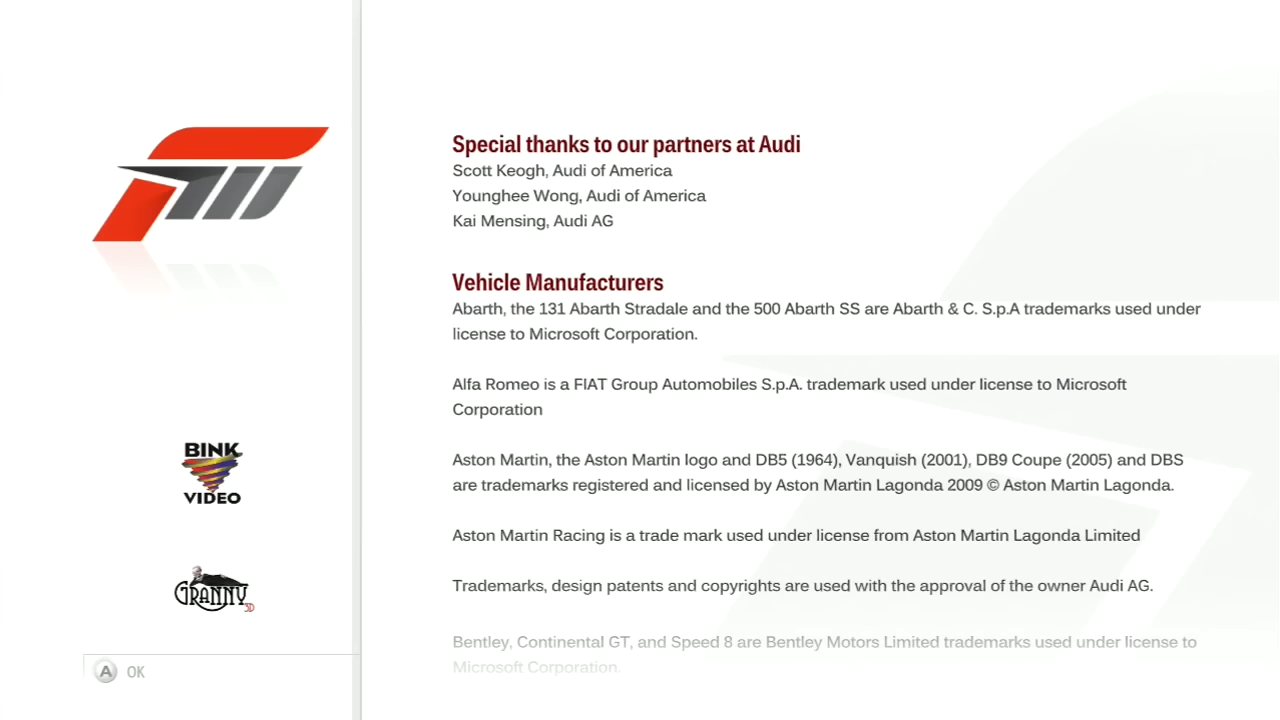 Special thanks to our partners at Audi
Scott Keogh, Audi of America
Younghee Wong, Audi of America
Kai Mensing, Audi AG
Vehicle Manufacturers
Abarth, the 131 Abarth Stradale and the 500 Abarth SS are Abarth & C. S.p.A trademarks used under
license to Microsoft Corporation.
Alfa Romeo is a FIAT Group Automobiles S.p.A. trademark used under license to Microsoft
Corporation
Aston Martin, the Aston Martin logo and DB5 (1964), Vanquish (2001), DB9 Coupe (2005) and DBS
are trademarks registered and licensed by Aston Martin Lagonda 2009 © Aston Martin Lagonda.
Aston Martin Racing is a trade mark used under license from Aston Martin Lagonda Limited
Trademarks, design patents and copyrights are used with the approval of the owner Audi AG.
Bentley, Continental GT, and Speed 8 are Bentley Motors Limited trademarks used under license to
Microsoft Corporation.
BINK
VIDEO
GRANNY
3D
A OK